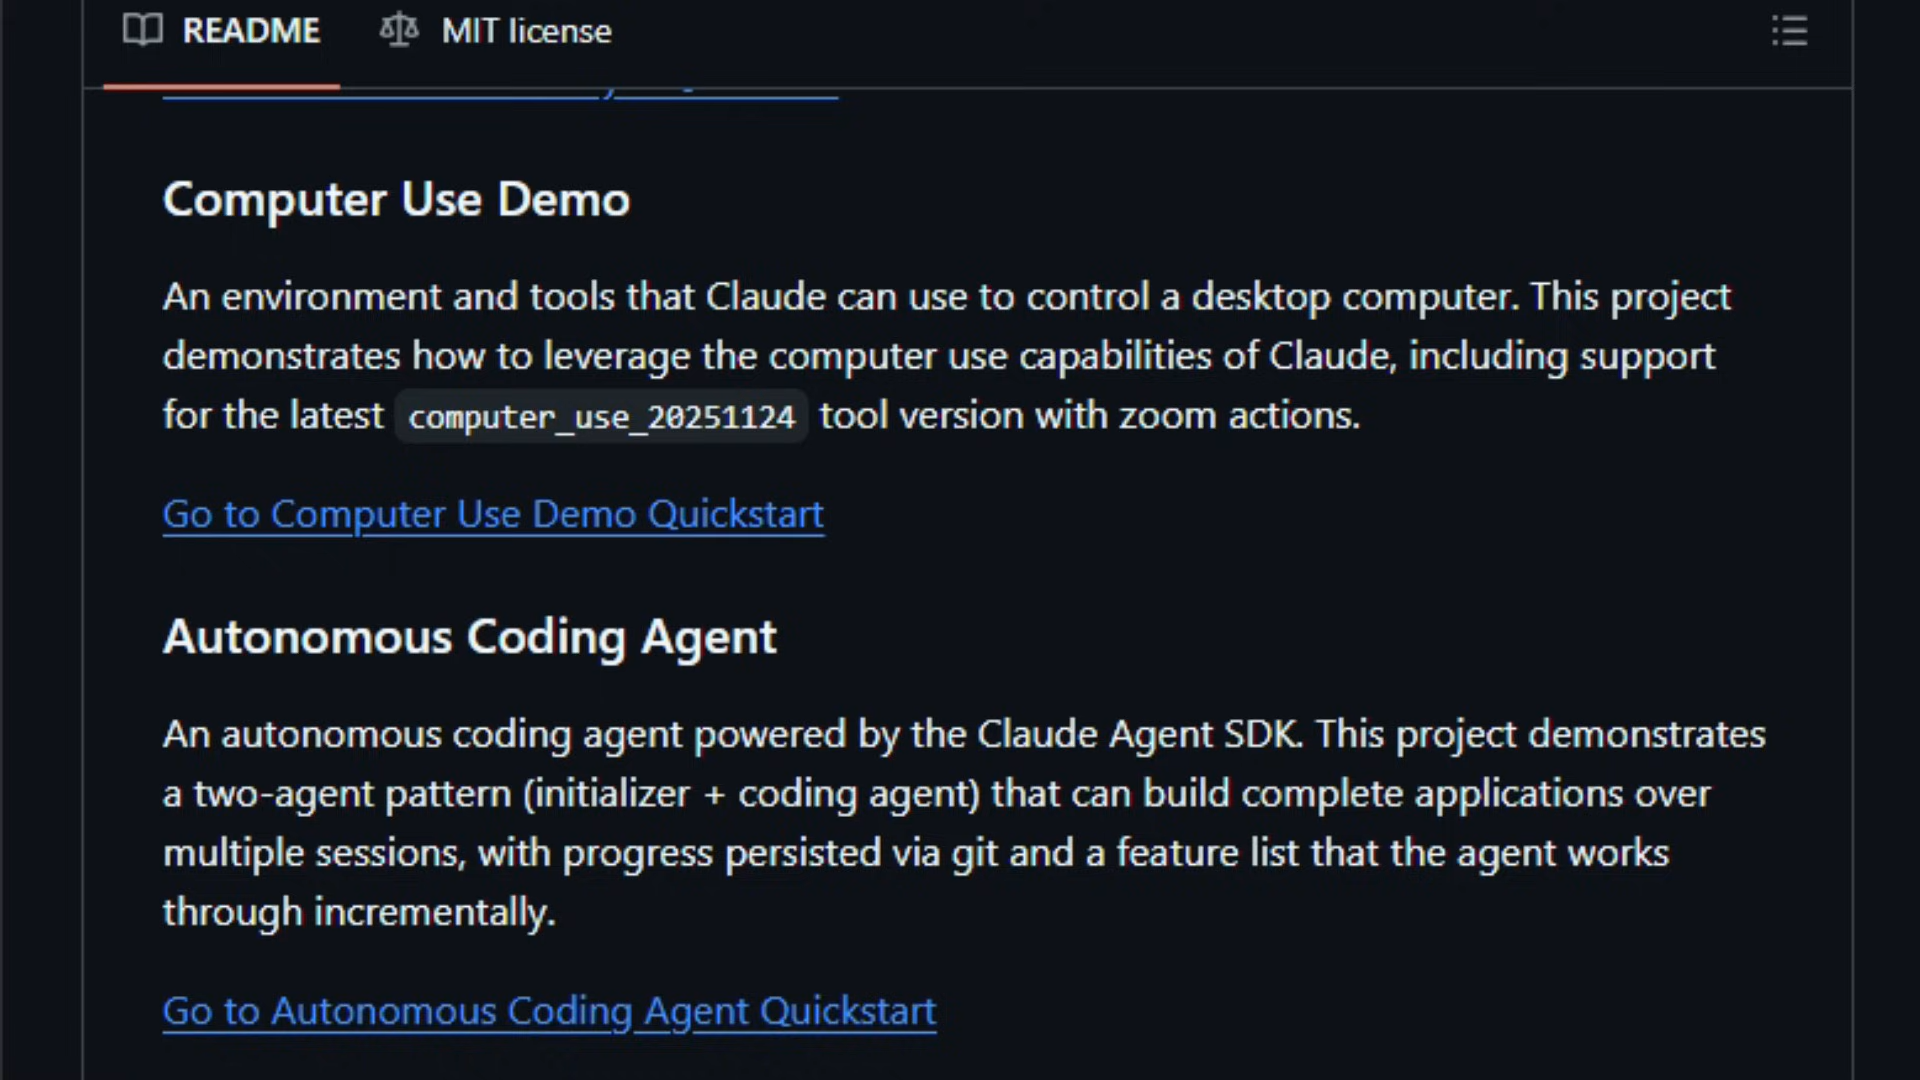 README
MIT license
Computer Use Demo
An environment and tools that Claude can use to control a desktop computer. This project
demonstrates how to leverage the computer use capabilities of Claude, including support
for the latest computer_use_20251124 tool version with zoom actions.
Go to Computer Use Demo Quickstart
Autonomous Coding Agent
An autonomous coding agent powered by the Claude Agent SDK. This project demonstrates
a two-agent pattern (initializer + coding agent) that can build complete applications over
multiple sessions, with progress persisted via git and a feature list that the agent works
through incrementally.
Go to Autonomous Coding Agent Quickstart